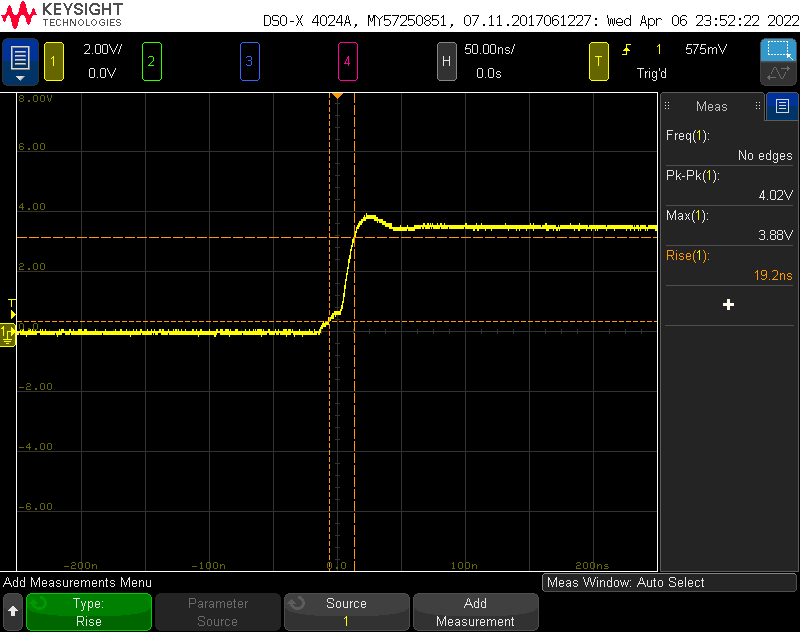 KEYSIGHT
TECHNOLOGIES
DSO-X 4024A, MY57250851, 07.11.2017061227: Wed Apr 06 23:52:22 2022
1
2.00V/
0.0V
2
3
4
H
50.00ns/
0.0s
T
1
575mV
Trig'd
8.00V
6.00
4.00
2.00
0.0
-2.00
-4.00
-6.00
T
1
-200n
-100n
0.0
100n
200ns
Meas
Freq(1):
No edges
Pk-Pk(1):
4.02V
Max(1):
3.88V
Rise(1):
19.2ns
Add Measurements Menu
Meas Window: Auto Select
Type:
Rise
Parameter
Source
Source
1
Add
Measurement